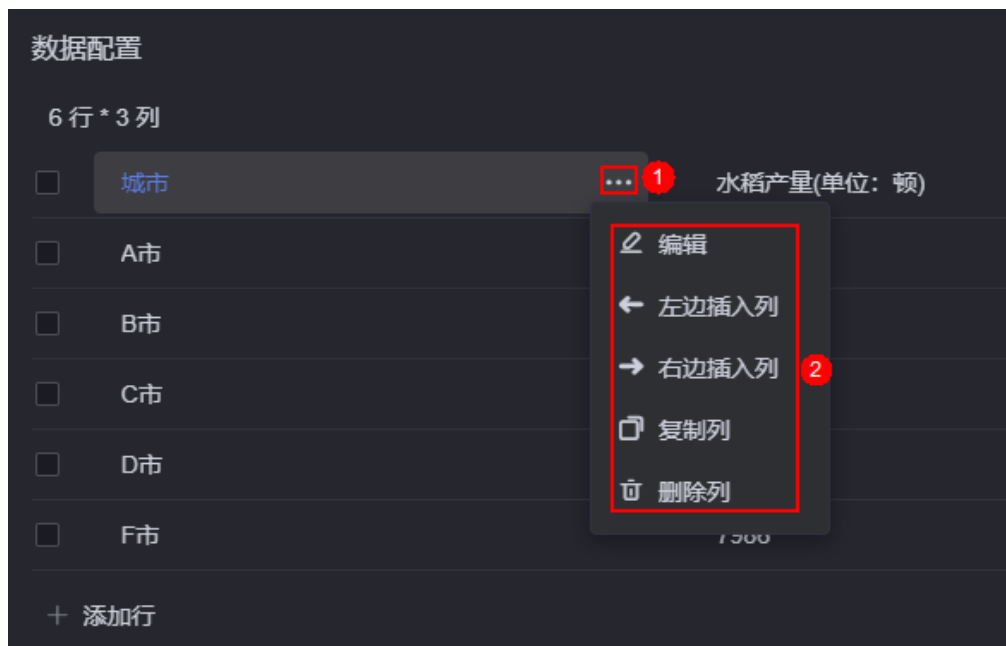 数据配置
6 行 * 3 列
城市 ••• 1 水稻产量(单位：顿)
编辑
A市
左边插入列
B市
右边插入列 2
C市
复制列
D市
删除列
F市
+ 添加行